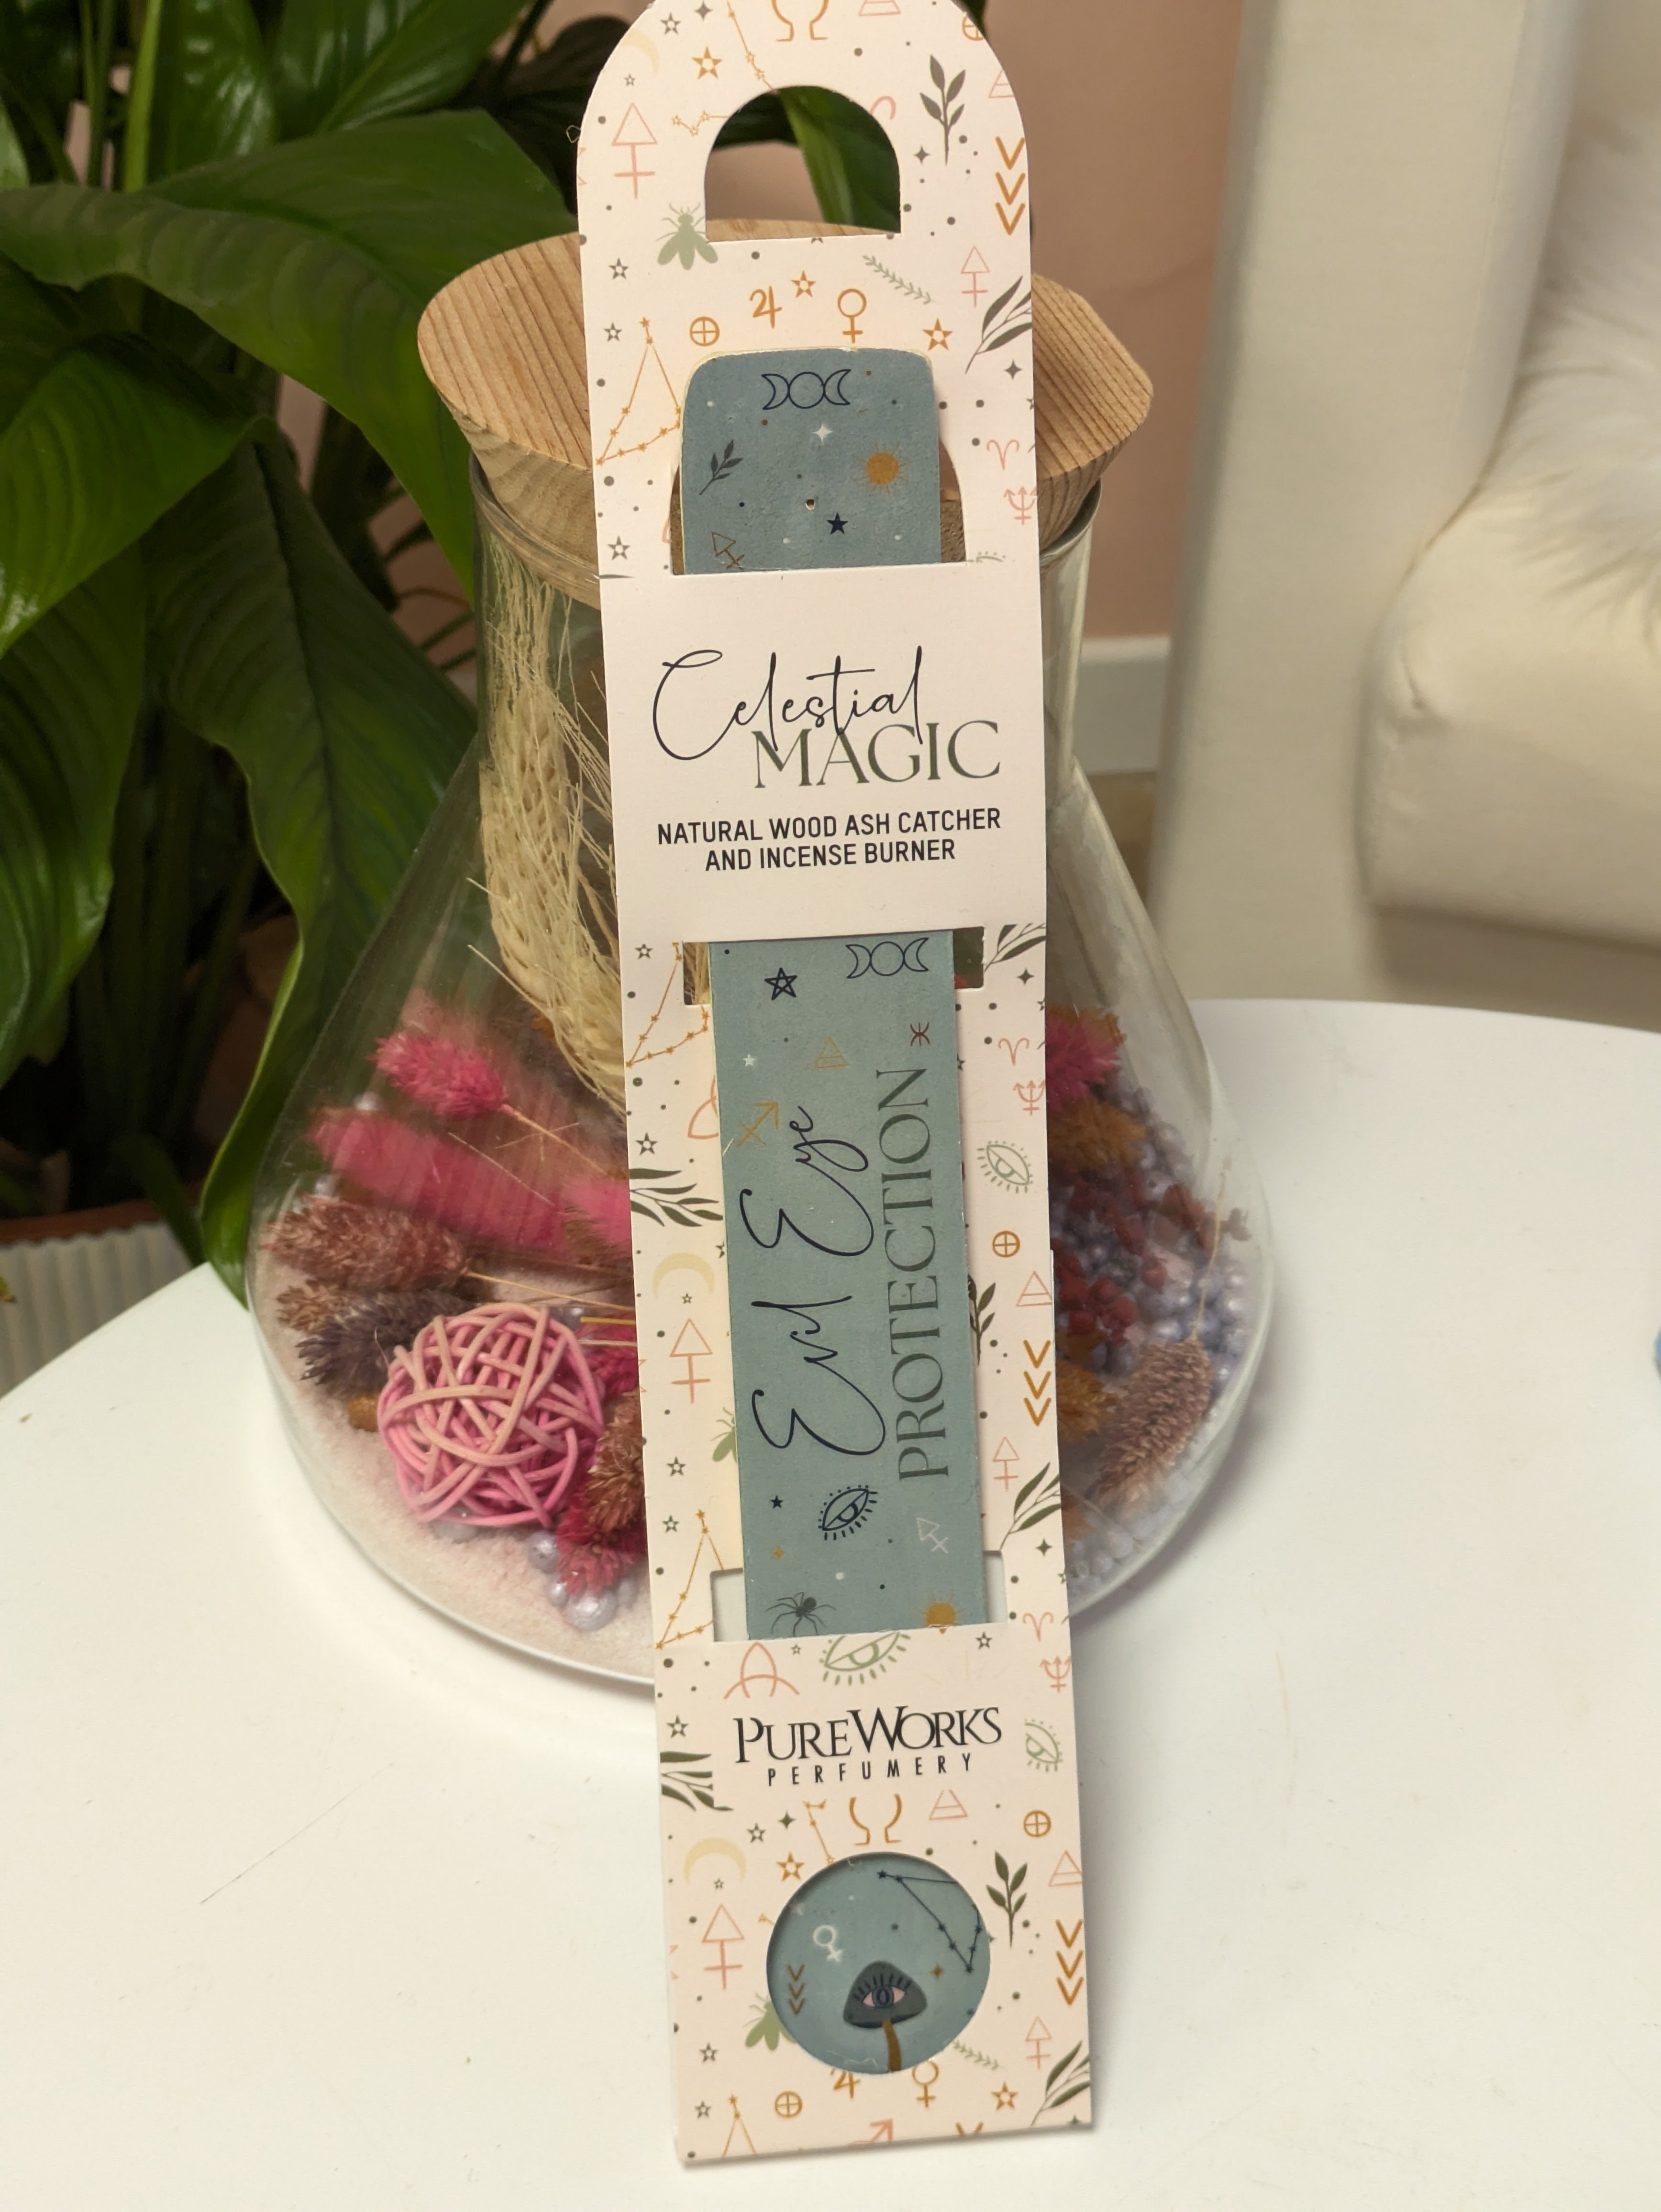 Celestial
MAGIC
NATURAL WOOD ASH CATCHER
AND INCENSE BURNER
Evil Eye
PROTECTION
PUREWORKS
PERFUMERY